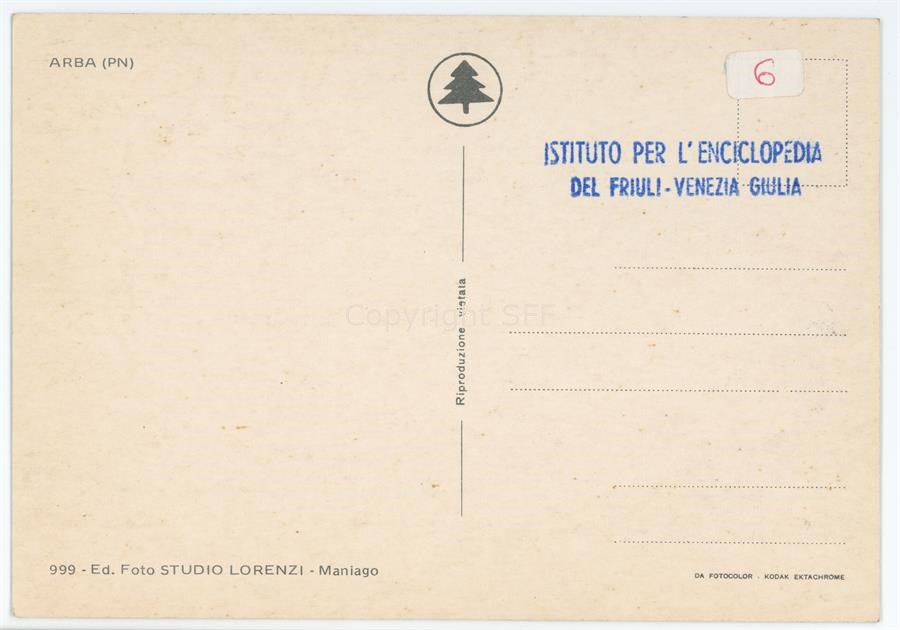 ARBA (PN)
6
ISTITUTO PER L'ENCICLOPEDIA
DEL FRIULI-VENEZIA GIULIA
Riproduzione vietata
Copyright SFF
999 - Ed. Foto STUDIO LORENZI - Maniago
DA FOTOCOLOR - KODAK EKTACHROME